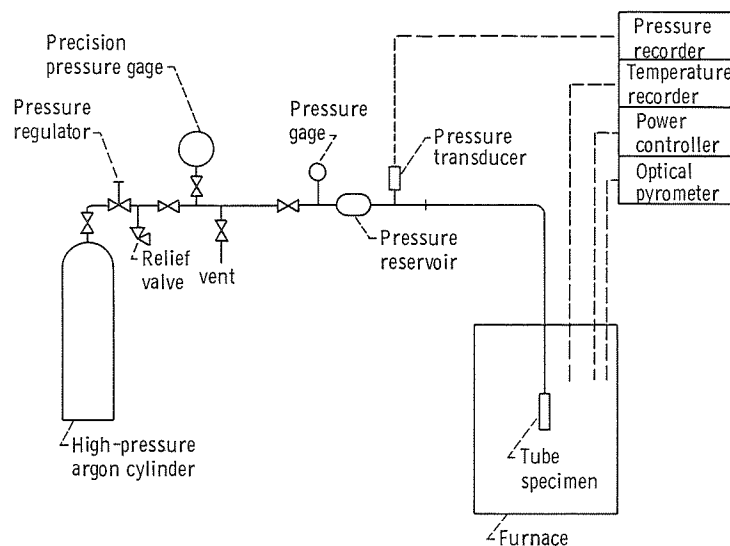 Precision
pressure gage
Pressure
regulator
Pressure
gage
Pressure
transducer
Pressure
recorder
Temperature
recorder
Power
controller
Optical
pyrometer
Relief
valve
vent
Pressure
reservoir
High-pressure
argon cylinder
Tube
specimen
Furnace